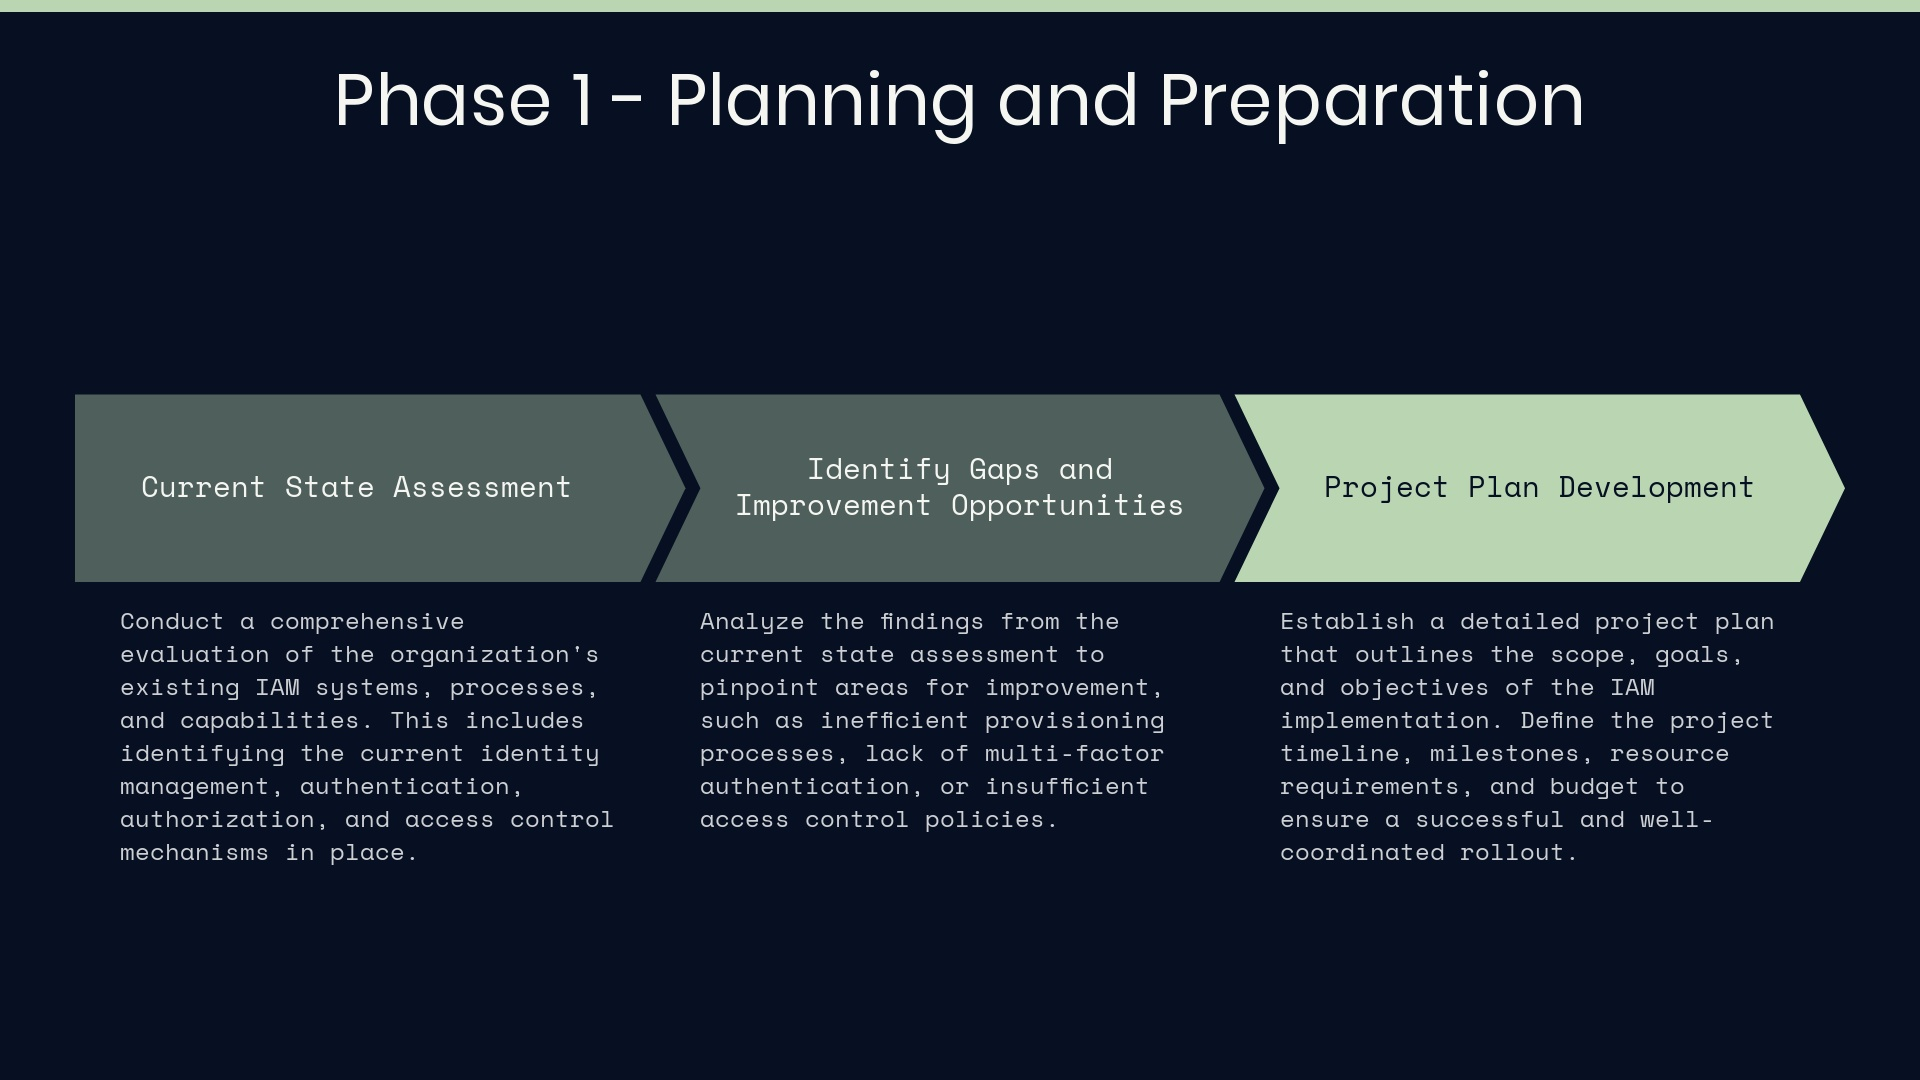 Phase 1 - Planning and Preparation
Current State Assessment
Identify Gaps and
Improvement Opportunities
Project Plan Development
Conduct a comprehensive
evaluation of the organization's
existing IAM systems, processes,
and capabilities. This includes
identifying the current identity
management, authentication,
authorization, and access control
mechanisms in place.
Analyze the findings from the
current state assessment to
pinpoint areas for improvement,
such as inefficient provisioning
processes, lack of multi-factor
authentication, or insufficient
access control policies.
Establish a detailed project plan
that outlines the scope, goals,
and objectives of the IAM
implementation. Define the project
timeline, milestones, resource
requirements, and budget to
ensure a successful and well-
coordinated rollout.